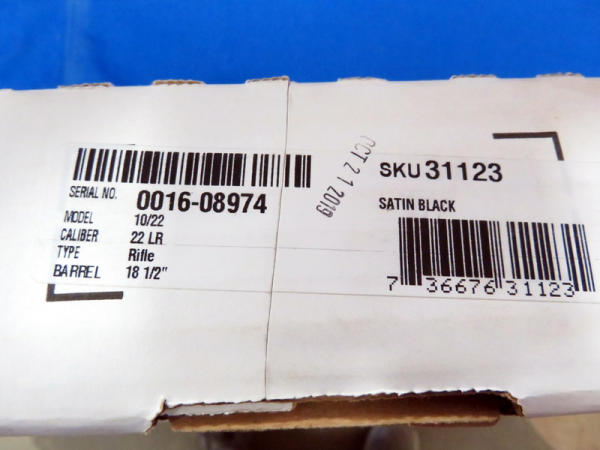 SERIAL NO. 0016-08974
MODEL 10/22
CALIBER 22 LR
TYPE Rifle
BARREL 18 1/2"
OCT 21 2019
SKU 31123
SATIN BLACK
7 36676 31123